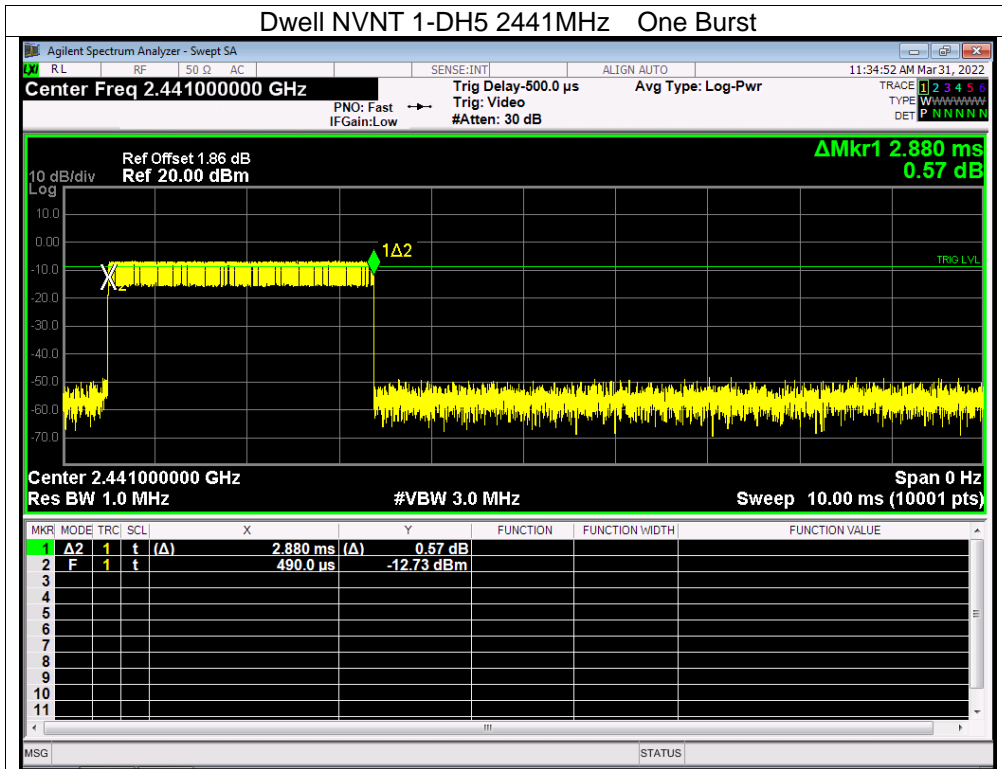 Dwell NVNT 1-DH5 2441MHz One Burst
Agilent Spectrum Analyzer - Swept SA
LXI RL RF 50 Ω AC SENSE:INT ALIGN AUTO 11:34:52 AM Mar 31, 2022
Center Freq 2.441000000 GHz
PNO: Fast
IFGain:Low
Trig Delay-500.0 µs
Trig: Video
#Atten: 30 dB
Avg Type: Log-Pwr
TRACE 1 2 3 4 5 6
TYPE WWWWWWW
DET P N N N N N
ΔMkr1 2.880 ms
0.57 dB
Ref Offset 1.86 dB
10 dB/div Ref 20.00 dBm
Log
10.0
0.00
-10.0
-20.0
-30.0
-40.0
-50.0
-60.0
-70.0
1Δ2
2
TRIG LVL
Center 2.441000000 GHz Span 0 Hz
Res BW 1.0 MHz #VBW 3.0 MHz Sweep 10.00 ms (10001 pts)
MKR MODE TRC SCL X Y FUNCTION FUNCTION WIDTH FUNCTION VALUE
1 Δ2 1 t (Δ) 2.880 ms (Δ) 0.57 dB
2 F 1 t 490.0 µs -12.73 dBm
3
4
5
6
7
8
9
10
11
MSG STATUS